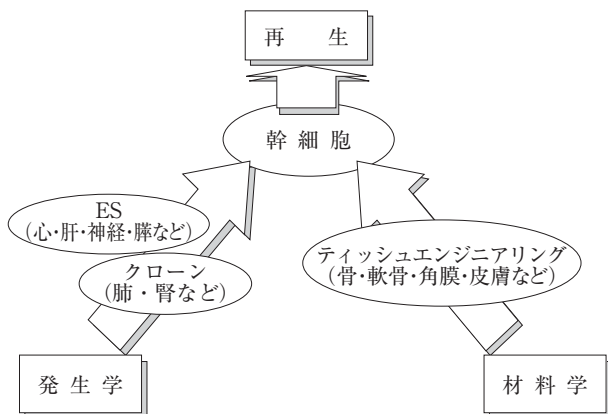 再生
幹細胞
ES
(心・肝・神経・膵など)
クローン
(肺・腎など)
ティッシュエンジニアリング
(骨・軟骨・角膜・皮膚など)
発生学
材料学